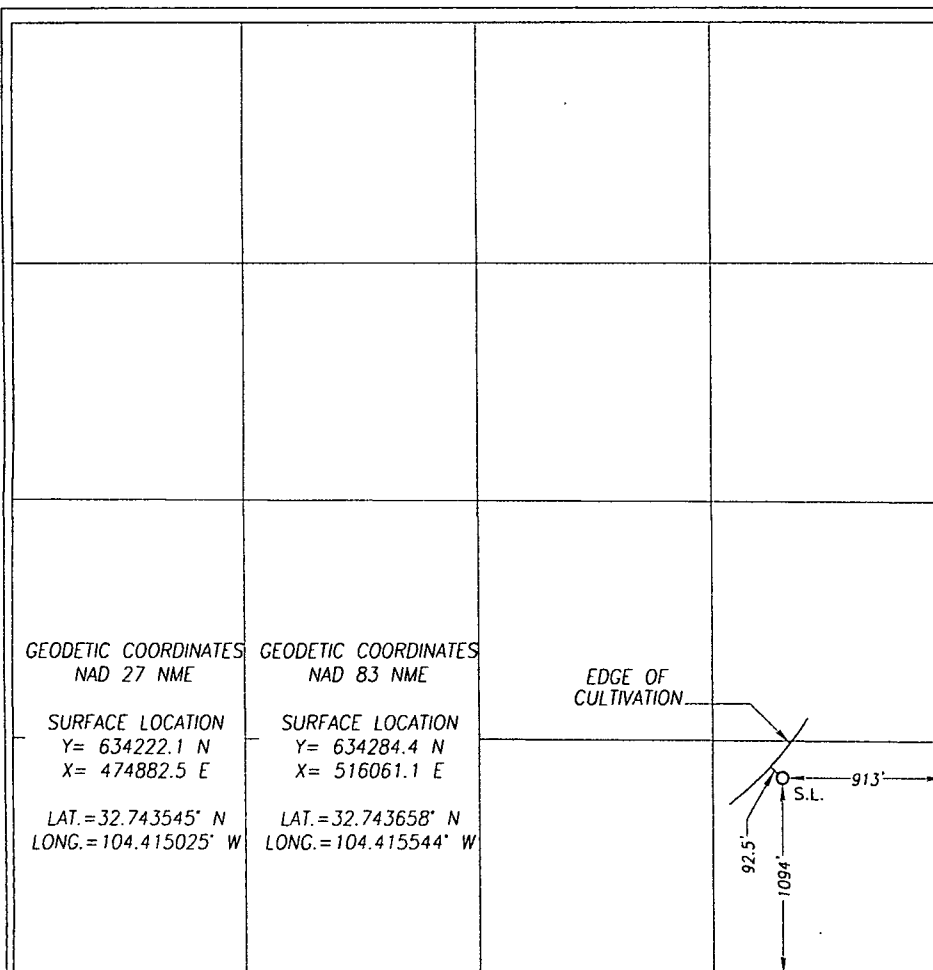 GEODETIC COORDINATES
NAD 27 NME
SURFACE LOCATION
Y= 634222.1 N
X= 474882.5 E
LAT.=32.743545° N
LONG.=104.415025° W
GEODETIC COORDINATES
NAD 83 NME
SURFACE LOCATION
Y= 634284.4 N
X= 516061.1 E
LAT.=32.743658° N
LONG.=104.415544° W
EDGE OF
CULTIVATION
913'
S.L.
92.5'
1094'